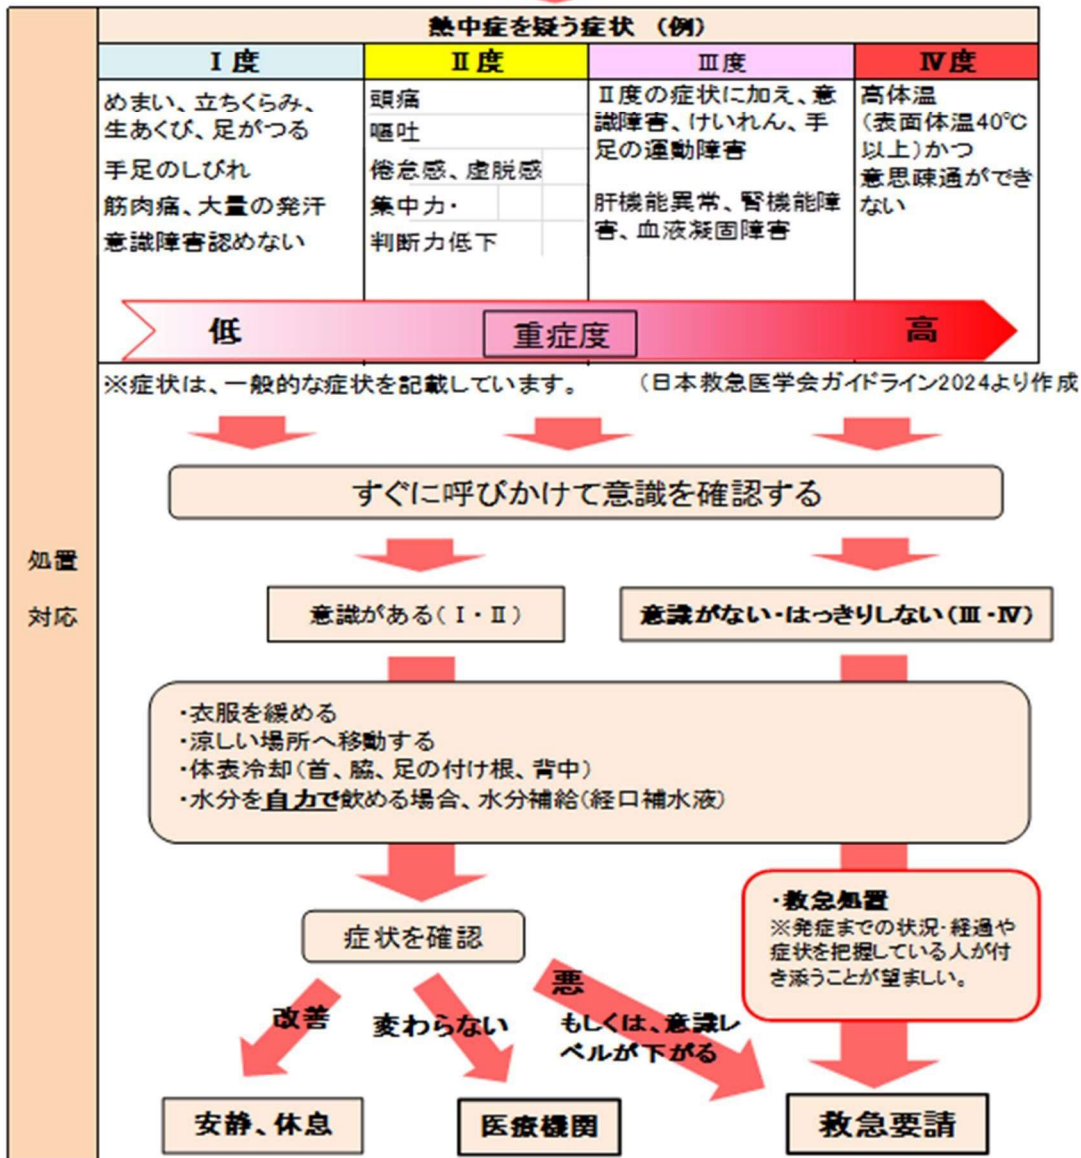 熱中症を疑う症状　（例）
Ⅰ度
Ⅱ度
Ⅲ度
Ⅳ度
めまい、立ちくらみ、
生あくび、足がつる
手足のしびれ
筋肉痛、大量の発汗
意識障害認めない
頭痛
嘔吐
倦怠感、虚脱感
集中力・
判断力低下
Ⅱ度の症状に加え、意
識障害、けいれん、手
足の運動障害
肝機能異常、腎機能障
害、血液凝固障害
高体温
（表面体温40℃
以上）かつ
意思疎通ができ
ない
低
重症度
高
※症状は、一般的な症状を記載しています。
（日本救急医学会ガイドライン2024より作成
処置
対応
すぐに呼びかけて意識を確認する
意識がある（Ⅰ・Ⅱ）
意識がない・はっきりしない（Ⅲ・Ⅳ）
・衣服を緩める
・涼しい場所へ移動する
・体表冷却（首、脇、足の付け根、背中）
・水分を自力で飲める場合、水分補給（経口補水液）
症状を確認
・救急処置
※発症までの状況・経過や
症状を把握している人が付
き添うことが望ましい。
改善
変わらない
悪
もしくは、意識レ
ベルが下がる
安静、休息
医療機関
救急要請